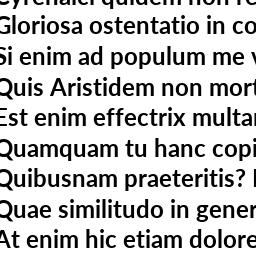 Cyrenaici quidem non re
Gloriosa ostentatio in co
Si enim ad populum me v
Quis Aristidem non mort
Est enim effectrix multar
Quamquam tu hanc copi
Quibusnam praeteritis?
Quae similitudo in gener
At enim hic etiam dolore